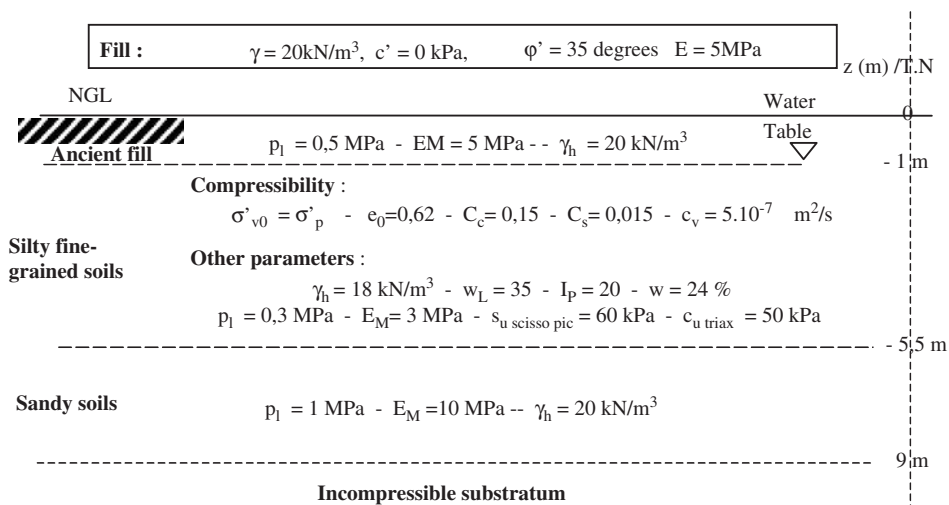 Fill : γ = 20kN/m³, c' = 0 kPa, φ' = 35 degrees E = 5MPa
z (m) /T.N
NGL Water 0
Table
Ancient fill pl = 0,5 MPa - EM = 5 MPa -- γh = 20 kN/m³ - 1 m
Compressibility :
σ'v0 = σ'p - e0=0,62 - Cc= 0,15 - Cs= 0,015 - cv = 5.10-7 m²/s
Silty fine-
grained soils
Other parameters :
γh = 18 kN/m³ - wL = 35 - IP = 20 - w = 24 %
pl = 0,3 MPa - EM= 3 MPa - su scisso pic = 60 kPa - cu triax = 50 kPa
- 5,5 m
Sandy soils pl = 1 MPa - EM =10 MPa -- γh = 20 kN/m³
9 m
Incompressible substratum